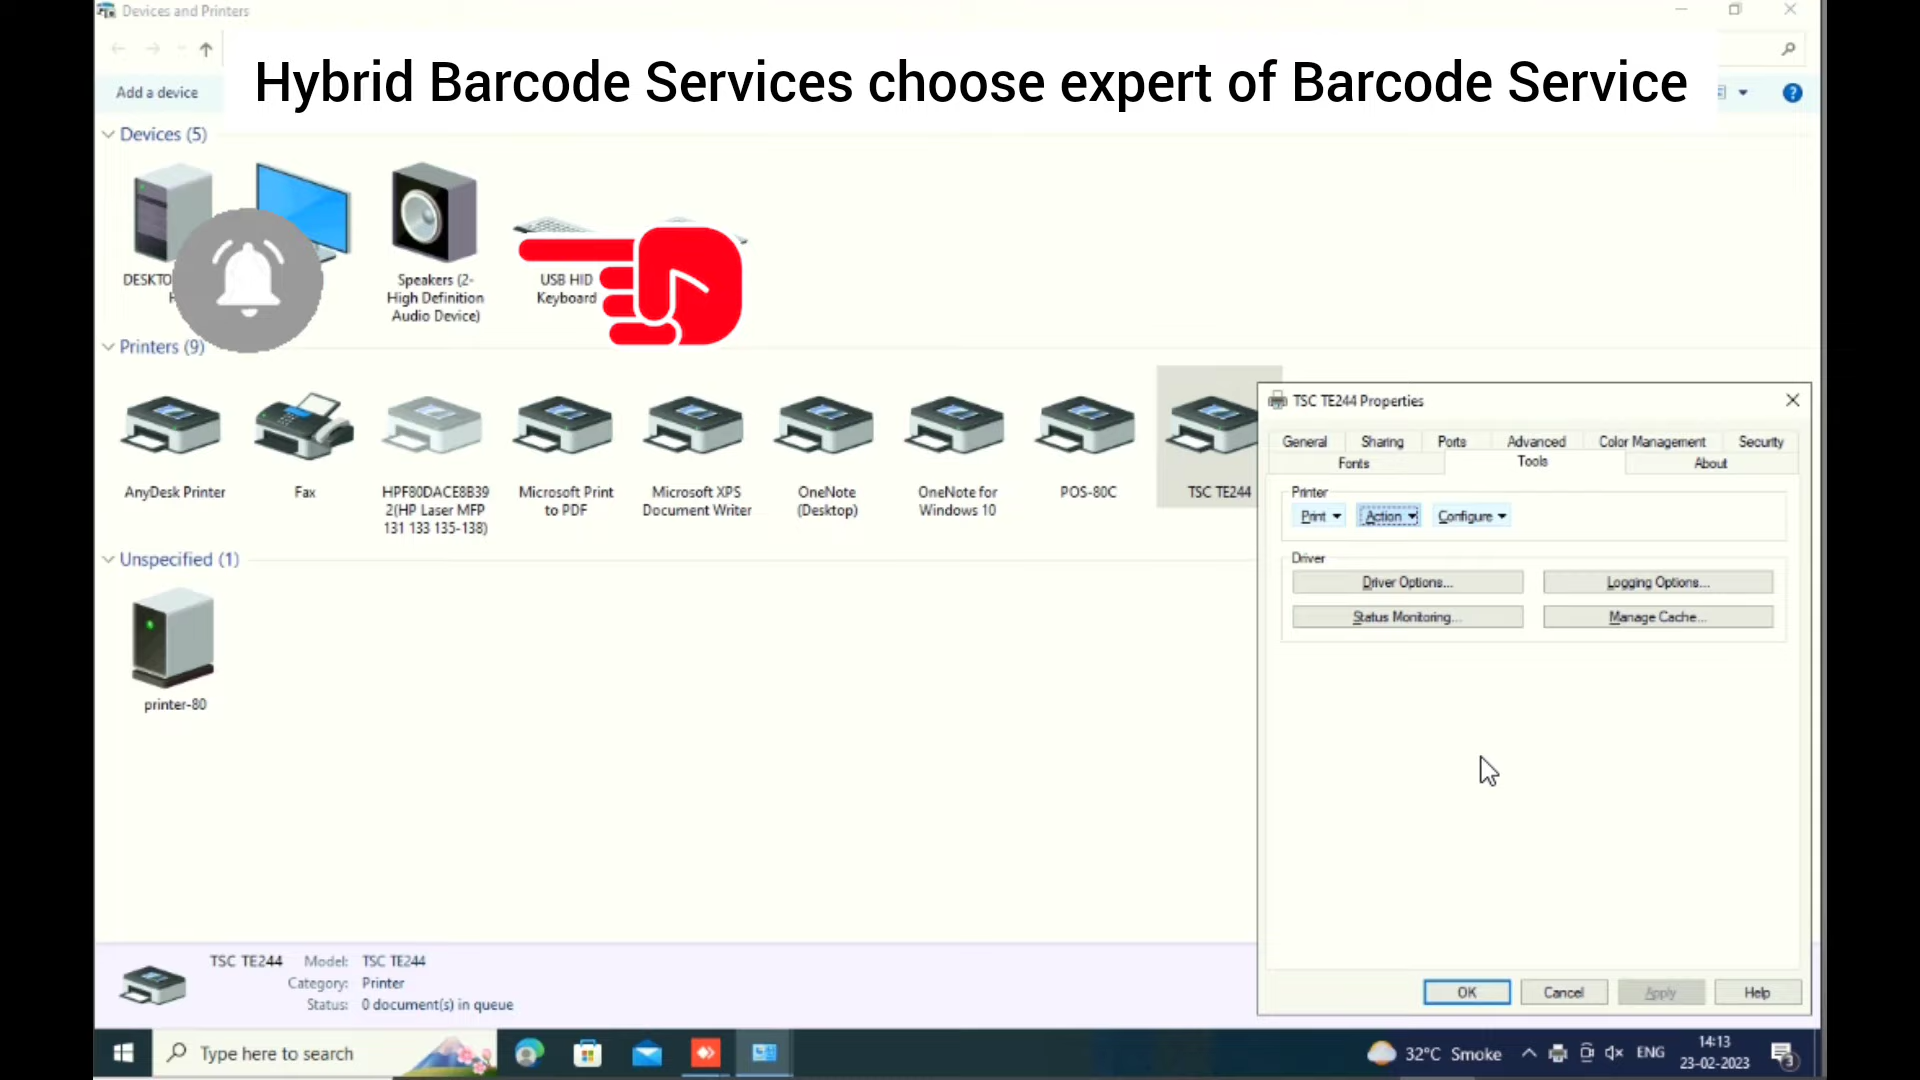 Devices and Printers
Hybrid Barcode Services choose expert of Barcode Service
Add a device
Devices (5)
Speakers (2-
High Definition
Audio Device)
USB HID
Keyboard
Printers (9)
AnyDesk Printer
Fax
HPF80DACE8B39
2(HP Laser MFP
131 133 135-138)
Microsoft Print
to PDF
Microsoft XPS
Document Writer
OneNote
(Desktop)
OneNote for
Windows 10
POS-80C
TSC TE244
Unspecified (1)
printer-80
TSC TE244 Properties
General Sharing Ports Advanced Color Management Security
Fonts Tools About
Printer
Print Action Configure
Driver
Driver Options... Logging Options...
Status Monitoring... Manage Cache...
OK Cancel Apply Help
TSC TE244 Model: TSC TE244
Category: Printer
Status: 0 document(s) in queue
Type here to search
32°C Smoke ENG
14:13
23-02-2023
3